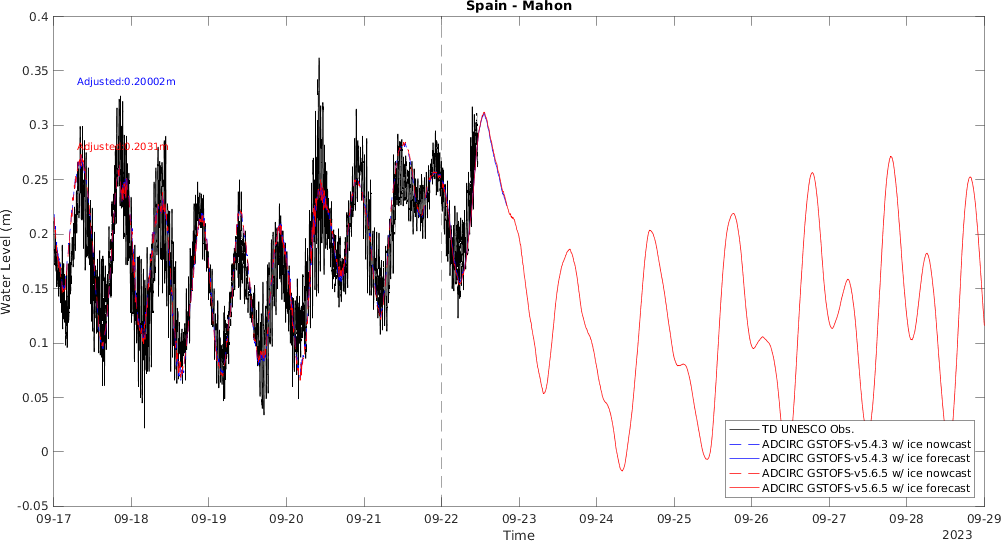 Spain - Mahon
0.4
0.35
0.3
0.25
0.2
0.15
0.1
0.05
0
-0.05
Water Level (m)
Adjusted:0.20002m
Adjusted:0.2031m
TD UNESCO Obs.
ADCIRC GSTOFS-v5.4.3 w/ ice nowcast
ADCIRC GSTOFS-v5.4.3 w/ ice forecast
ADCIRC GSTOFS-v5.6.5 w/ ice nowcast
ADCIRC GSTOFS-v5.6.5 w/ ice forecast
09-17 09-18 09-19 09-20 09-21 09-22 09-23 09-24 09-25 09-26 09-27 09-28 09-29
Time
2023